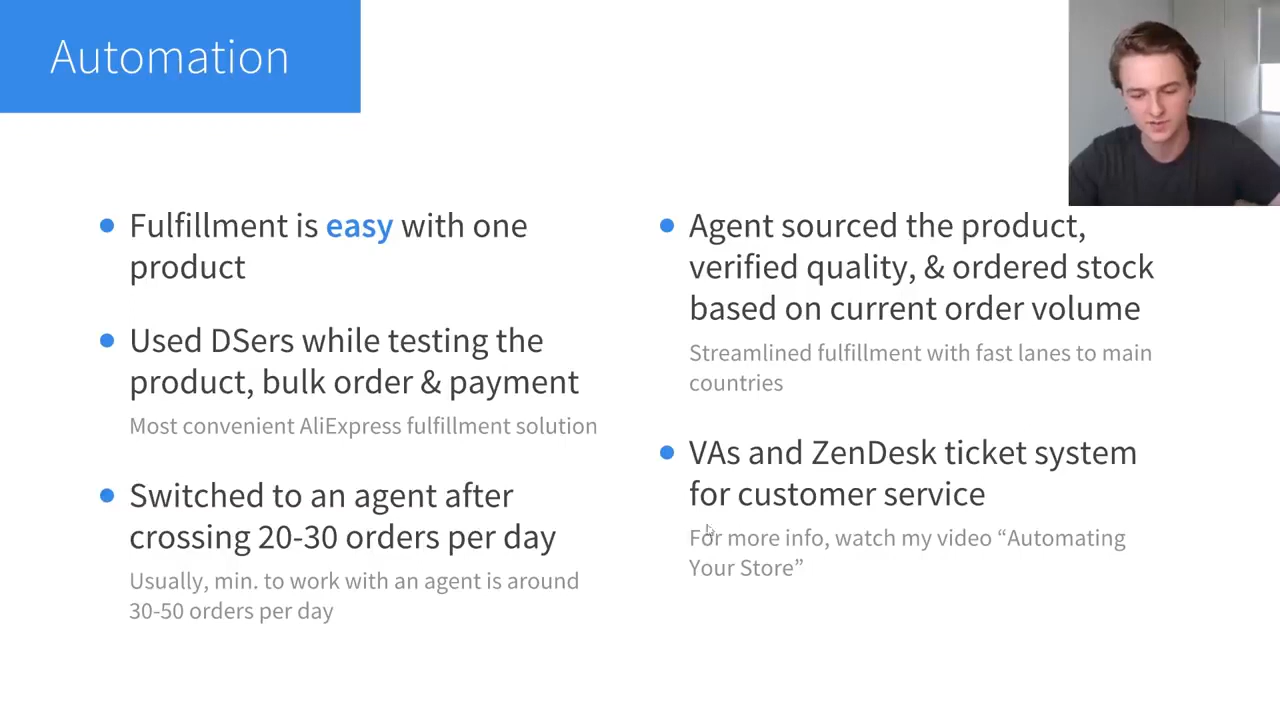 Automation
Fulfillment is easy with one
product
Used DSers while testing the
product, bulk order & payment
Most convenient AliExpress fulfillment solution
Switched to an agent after
crossing 20-30 orders per day
Usually, min. to work with an agent is around
30-50 orders per day
Agent sourced the product,
verified quality, & ordered stock
based on current order volume
Streamlined fulfillment with fast lanes to main
countries
VAs and ZenDesk ticket system
for customer service
For more info, watch my video “Automating
Your Store”